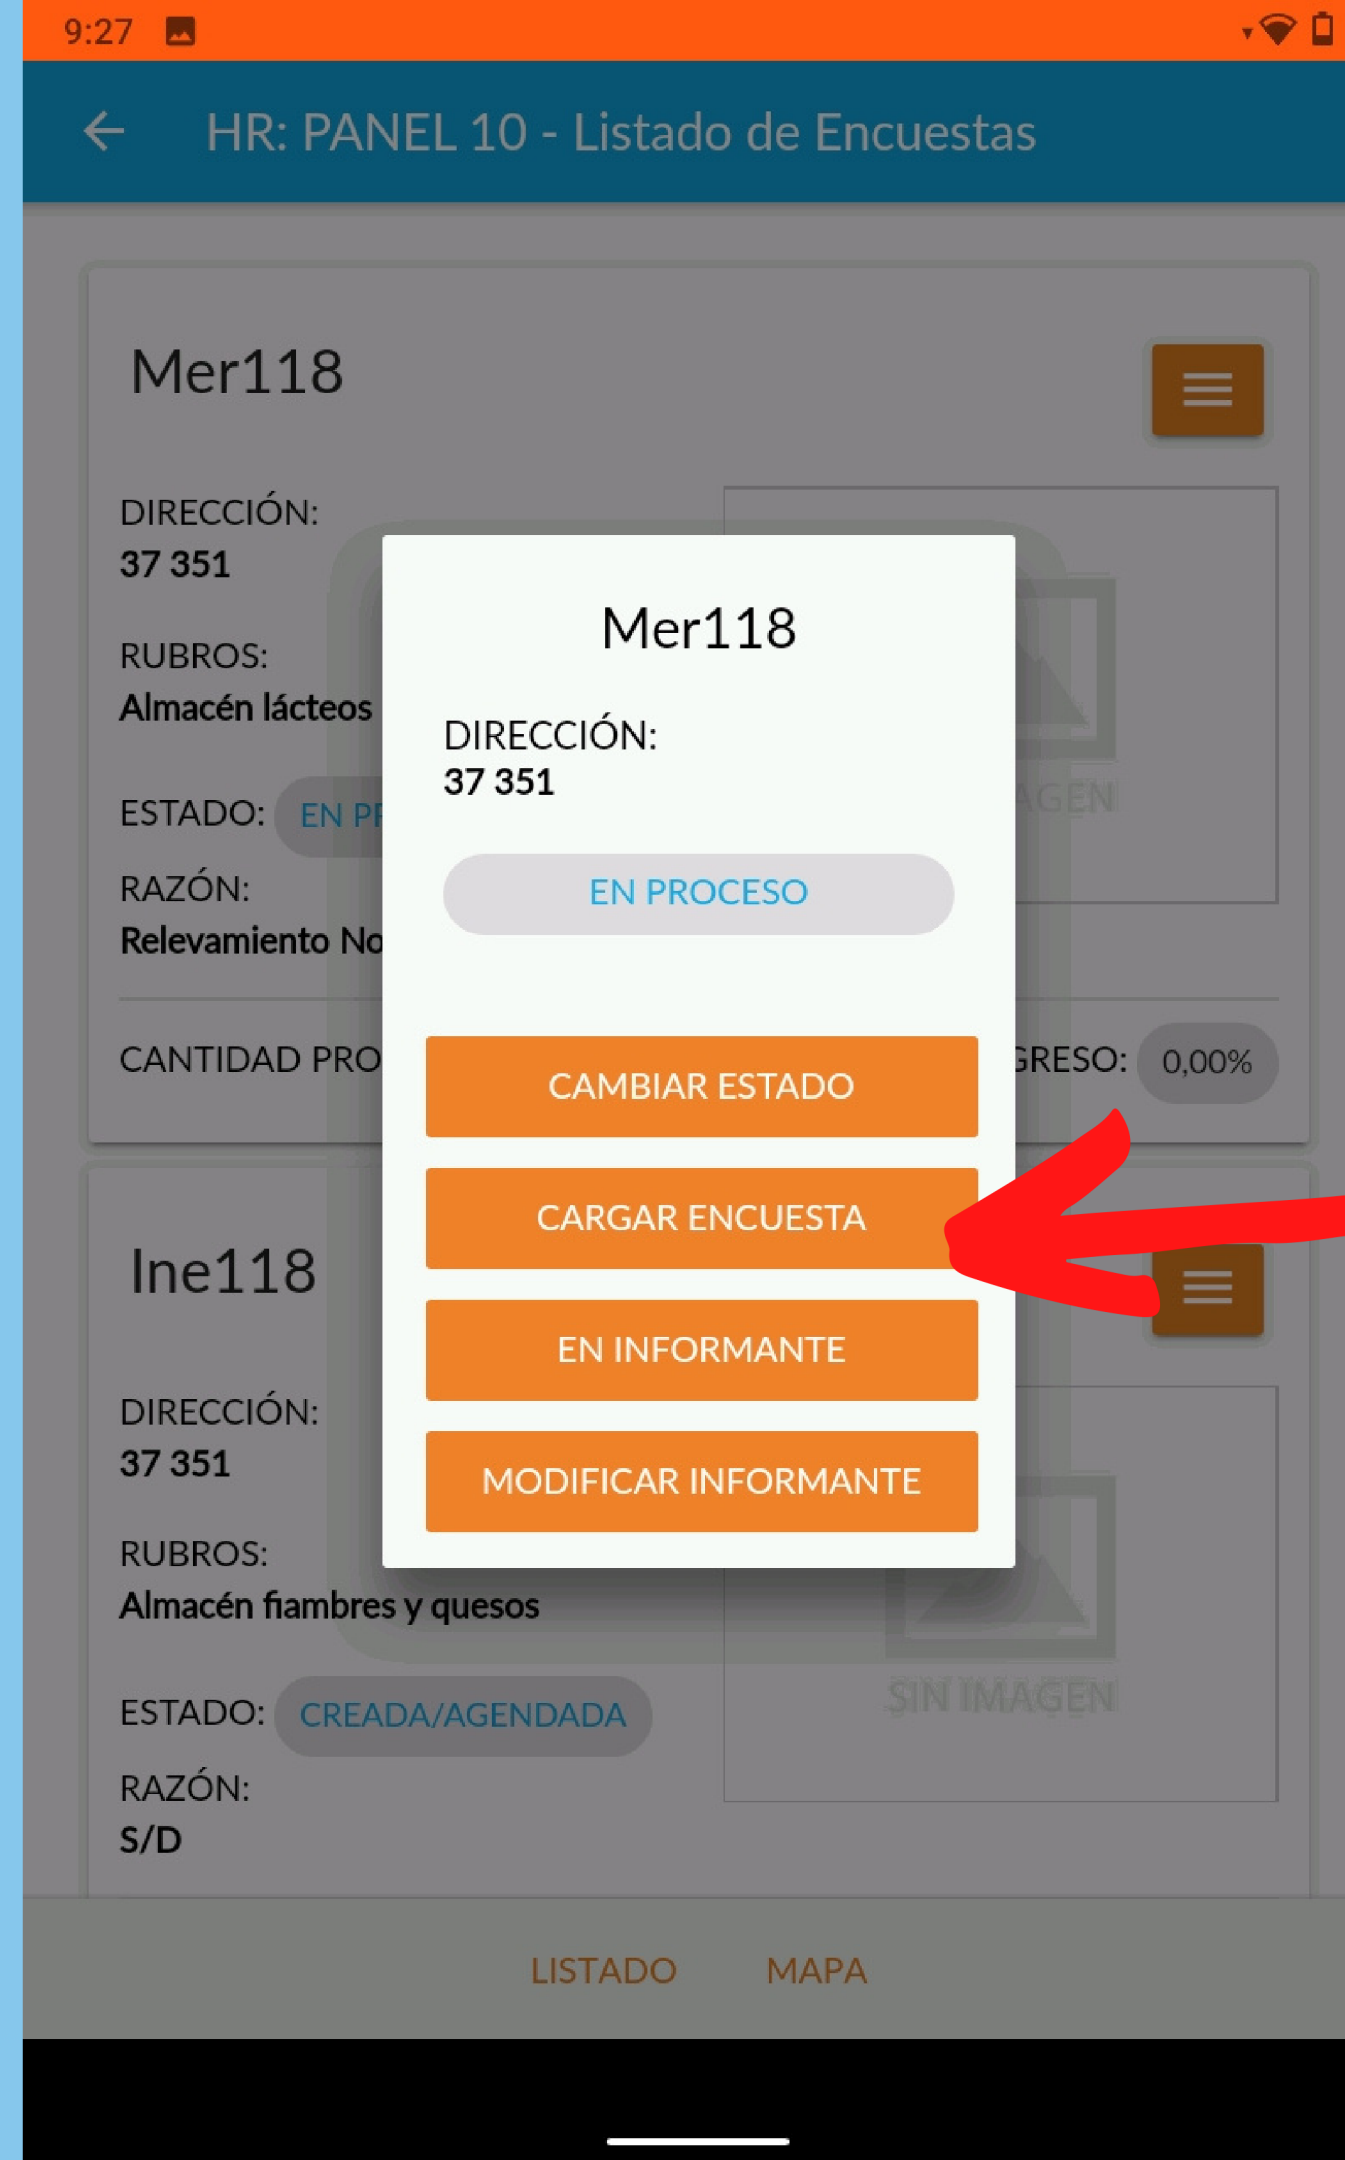 9:27
HR: PANEL 10 - Listado de Encuestas
Mer118
DIRECCIÓN:
37 351
RUBROS:
Almacén lácteos
ESTADO: EN
RAZÓN:
Relevamiento
CANTIDAD
0,00%
Mer118
DIRECCIÓN:
37 351
EN PROCESO
CAMBIAR ESTADO
CARGAR ENCUESTA
EN INFORMANTE
MODIFICAR INFORMANTE
Ine118
DIRECCIÓN:
37 351
RUBROS:
Almacén fiambres y quesos
ESTADO: CREADA/AGENDADA
SIN IMAGEN
RAZÓN:
S/D
LISTADO MAPA